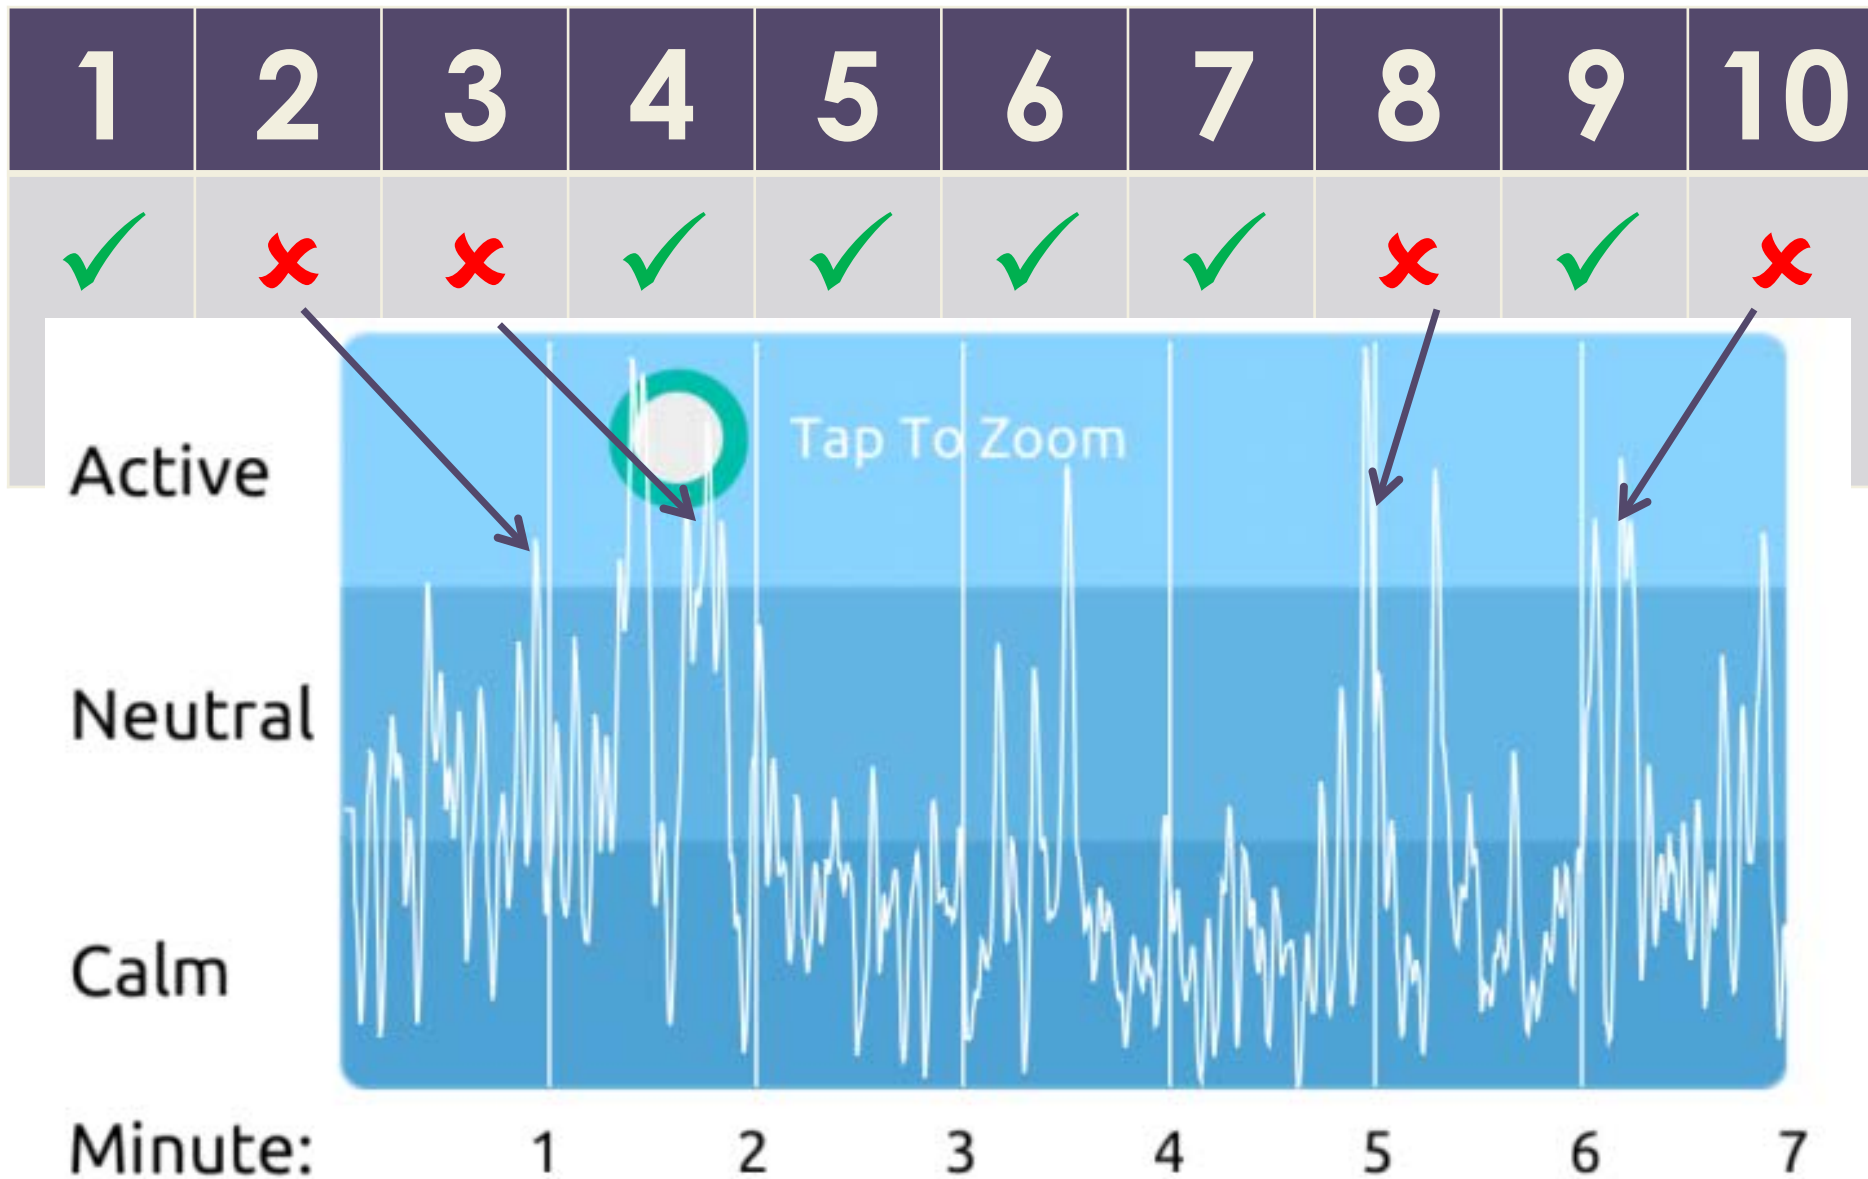 1 2 3 4 5 6 7 8 9 10
✓ ✘ ✘ ✓ ✓ ✓ ✓ ✘ ✓ ✘
Tap To Zoom
Active
Neutral
Calm
Minute: 1 2 3 4 5 6 7